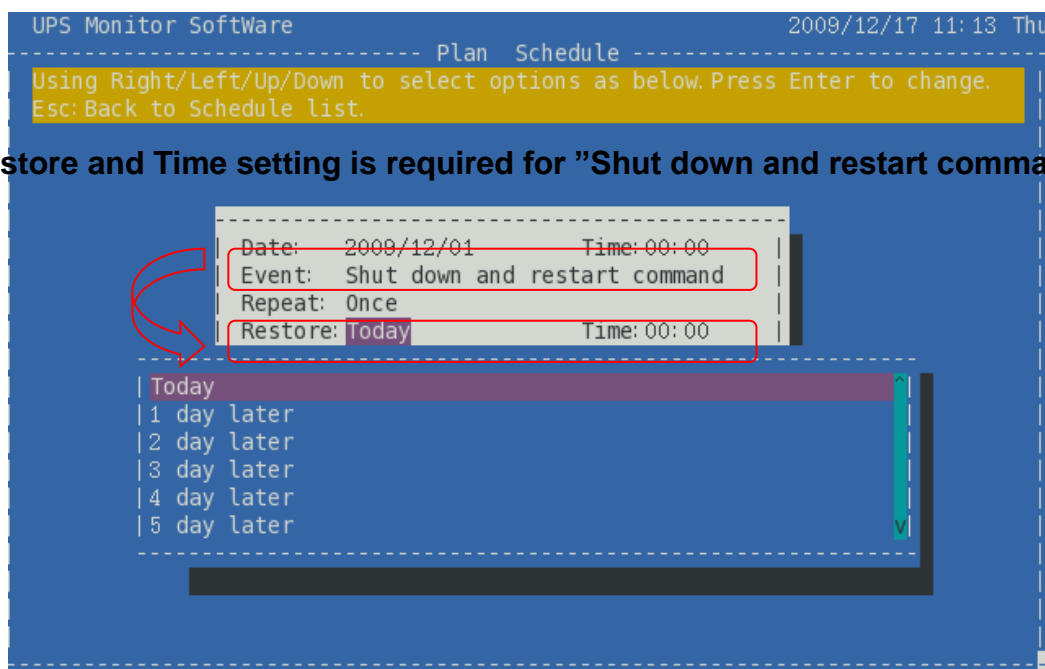 UPS Monitor SoftWare 2009/12/17 11:13 Thu
Plan Schedule
Using Right/Left/Up/Down to select options as below. Press Enter to change.
Esc: Back to Schedule list.
store and Time setting is required for ”Shut down and restart comma
Date: 2009/12/01 Time: 00:00
Event: Shut down and restart command
Repeat: Once
Restore: Today Time: 00:00
Today
1 day later
2 day later
3 day later
4 day later
5 day later